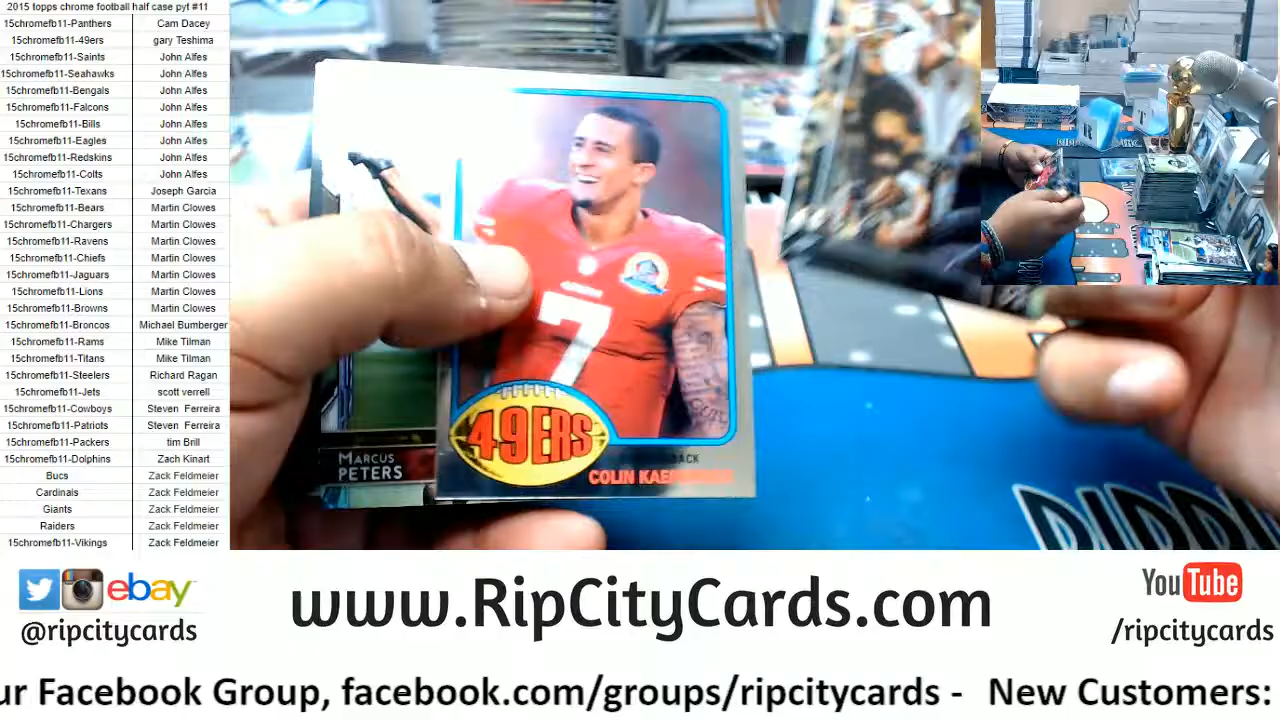 2015 topps chrome football half case pyt #11
15chromefb11-Panthers Cam Dacey
15chromefb11-49ers gary Teshima
15chromefb11-Saints John Alfes
15chromefb11-Seahawks John Alfes
15chromefb11-Bengals John Alfes
15chromefb11-Falcons John Alfes
15chromefb11-Bills John Alfes
15chromefb11-Eagles John Alfes
15chromefb11-Redskins John Alfes
15chromefb11-Colts John Alfes
15chromefb11-Texans Joseph Garcia
15chromefb11-Bears Martin Clowes
15chromefb11-Chargers Martin Clowes
15chromefb11-Ravens Martin Clowes
15chromefb11-Chiefs Martin Clowes
15chromefb11-Jaguars Martin Clowes
15chromefb11-Lions Martin Clowes
15chromefb11-Browns Martin Clowes
15chromefb11-Broncos Michael Bumberger
15chromefb11-Rams Mike Tilman
15chromefb11-Titans Mike Tilman
15chromefb11-Steelers Richard Ragan
15chromefb11-Jets scott verrell
15chromefb11-Cowboys Steven Ferreira
15chromefb11-Patriots Steven Ferreira
15chromefb11-Packers tim Brill
15chromefb11-Dolphins Zach Kinart
Bucs Zack Feldmeier
Cardinals Zack Feldmeier
Giants Zack Feldmeier
Raiders Zack Feldmeier
15chromefb11-Vikings Zack Feldmeier
7
49ERS
COLIN
MARCUS
PETERS
ebay
@ripcitycards
www.RipCityCards.com
YouTube
/ripcitycards
ur Facebook Group, facebook.com/groups/ripcitycards - New Customers: